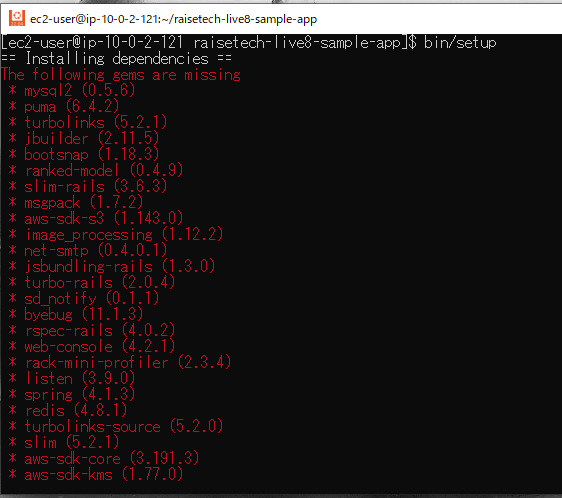 ec2-user@ip-10-0-2-121:~/raisetech-live8-sample-app
[ec2-user@ip-10-0-2-121 raisetech-live8-sample-app]$ bin/setup
== Installing dependencies ==
The following gems are missing
* mysql2 (0.5.6)
* puma (6.4.2)
* turbolinks (5.2.1)
* jbuilder (2.11.5)
* bootsnap (1.18.3)
* ranked-model (0.4.9)
* slim-rails (3.6.3)
* msgpack (1.7.2)
* aws-sdk-s3 (1.143.0)
* image_processing (1.12.2)
* net-smtp (0.4.0.1)
* jsbundling-rails (1.3.0)
* turbo-rails (2.0.4)
* sd_notify (0.1.1)
* byebug (11.1.3)
* rspec-rails (4.0.2)
* web-console (4.2.1)
* rack-mini-profiler (2.3.4)
* listen (3.9.0)
* spring (4.1.3)
* redis (4.8.1)
* turbolinks-source (5.2.0)
* slim (5.2.1)
* aws-sdk-core (3.191.3)
* aws-sdk-kms (1.77.0)